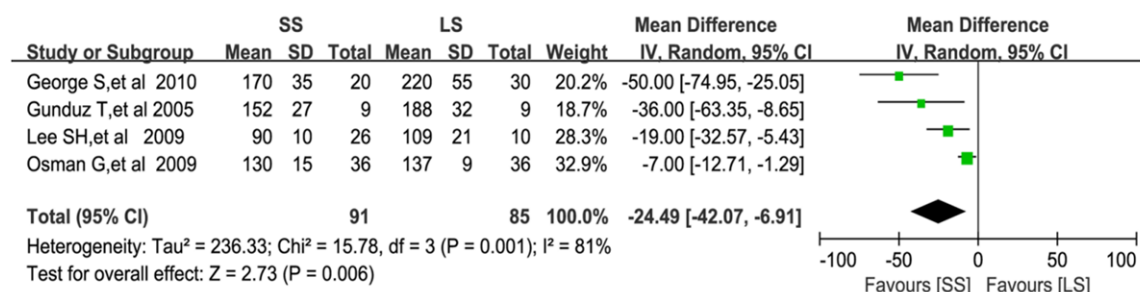 SS LS Mean Difference Mean Difference
Study or Subgroup Mean SD Total Mean SD Total Weight IV, Random, 95% CI IV, Random, 95% CI
George S,et al 2010 170 35 20 220 55 30 20.2% -50.00 [-74.95, -25.05]
Gunduz T,et al 2005 152 27 9 188 32 9 18.7% -36.00 [-63.35, -8.65]
Lee SH,et al 2009 90 10 26 109 21 10 28.3% -19.00 [-32.57, -5.43]
Osman G,et al 2009 130 15 36 137 9 36 32.9% -7.00 [-12.71, -1.29]
Total (95% CI) 91 85 100.0% -24.49 [-42.07, -6.91]
Heterogeneity: Tau² = 236.33; Chi² = 15.78, df = 3 (P = 0.001); I² = 81%
Test for overall effect: Z = 2.73 (P = 0.006)
-100 -50 0 50 100
Favours [SS] Favours [LS]